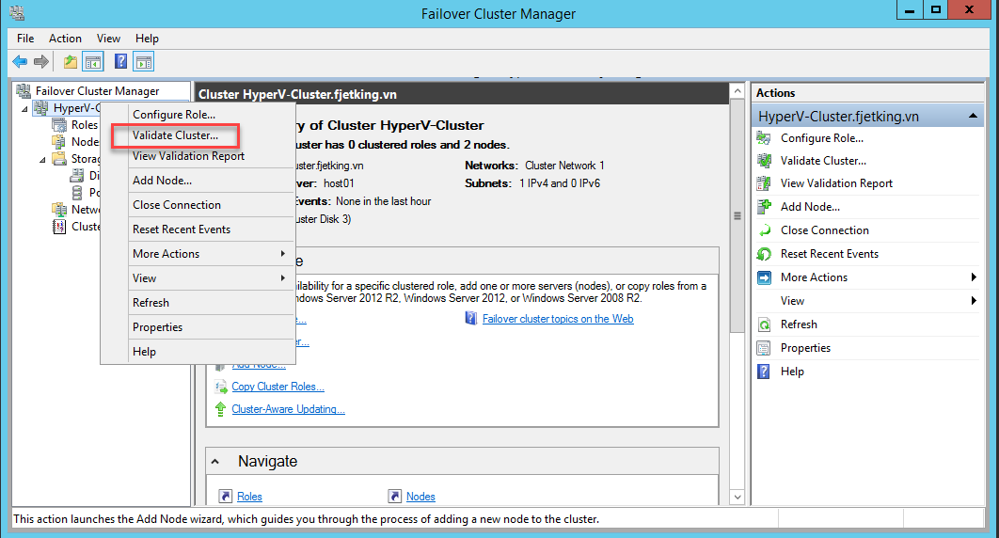 Failover Cluster Manager
File Action View Help
Failover Cluster Manager
HyperV-C
Roles
Node
Storag
Di
Po
Netw
Cluste
Configure Role...
Validate Cluster...
View Validation Report
Add Node...
Close Connection
Reset Recent Events
More Actions
View
Refresh
Properties
Help
Cluster HyperV-Cluster.fjetking.vn
ry of Cluster HyperV-Cluster
uster has 0 clustered roles and 2 nodes.
uster.fjetking.vn Networks: Cluster Network 1
ver: host01 Subnets: 1 IPv4 and 0 IPv6
Events: None in the last hour
uster Disk 3)
e
ailability for a specific clustered role, add one or more servers (nodes), or copy roles from a
ndows Server 2012 R2, Windows Server 2012, or Windows Server 2008 R2.
e... Failover cluster topics on the Web
er...
Add Node...
Copy Cluster Roles...
Cluster-Aware Updating...
Navigate
Roles Nodes
Actions
HyperV-Cluster.fjetking.vn
Configure Role...
Validate Cluster...
View Validation Report
Add Node...
Close Connection
Reset Recent Events
More Actions
View
Refresh
Properties
Help
This action launches the Add Node wizard, which guides you through the process of adding a new node to the cluster.